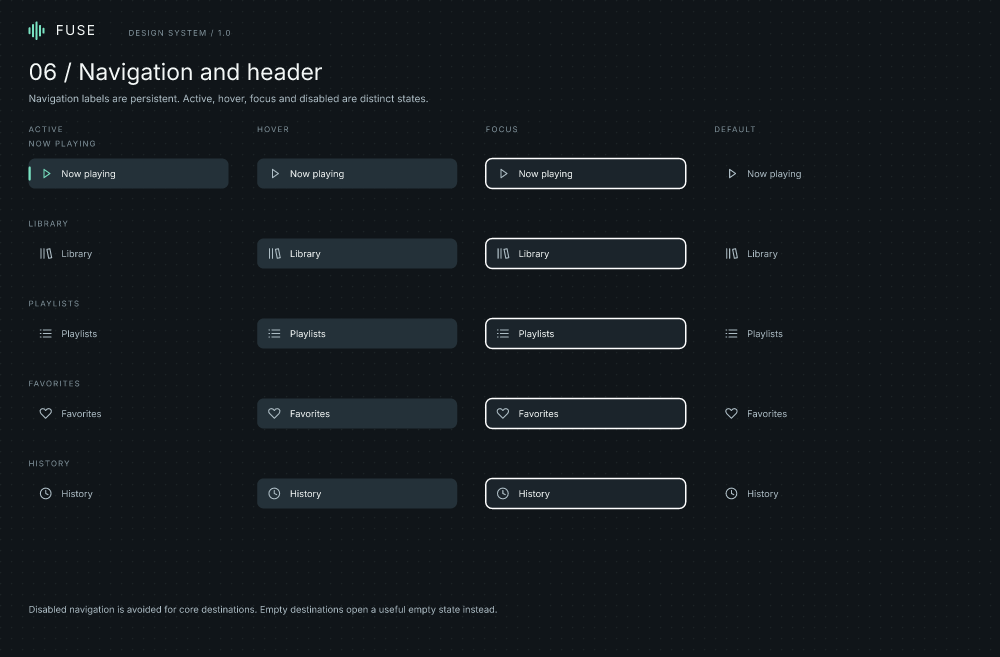 FUSE
DESIGN SYSTEM / 1.0
06 / Navigation and header
Navigation labels are persistent. Active, hover, focus and disabled are distinct states.
ACTIVE HOVER FOCUS DEFAULT
NOW PLAYING
Now playing Now playing Now playing Now playing
LIBRARY
Library Library Library Library
PLAYLISTS
Playlists Playlists Playlists Playlists
FAVORITES
Favorites Favorites Favorites Favorites
HISTORY
History History History History
Disabled navigation is avoided for core destinations. Empty destinations open a useful empty state instead.